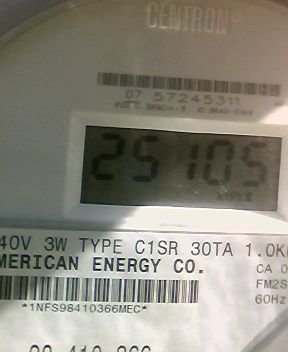 CENTRON
07 57245311
25105
40V 3W TYPE C1SR 30TA 1.0K
MERICAN ENERGY CO.
CA 0
FM2S
60Hz
*1NFS98410366MEC*